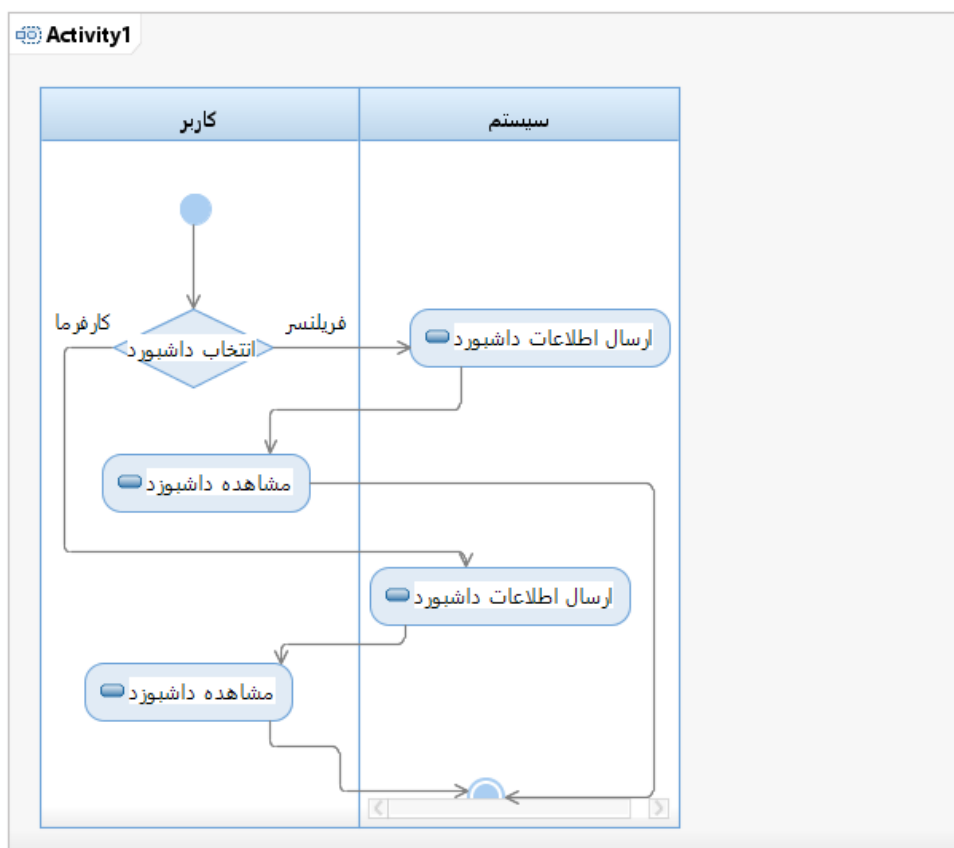 Activity1
کاربر
سیستم
کارفرما
فریلنسر
انتخاب داشبورد
ارسال اطلاعات داشبورد
مشاهده داشبوزد
ارسال اطلاعات داشبورد
مشاهده داشبوزد